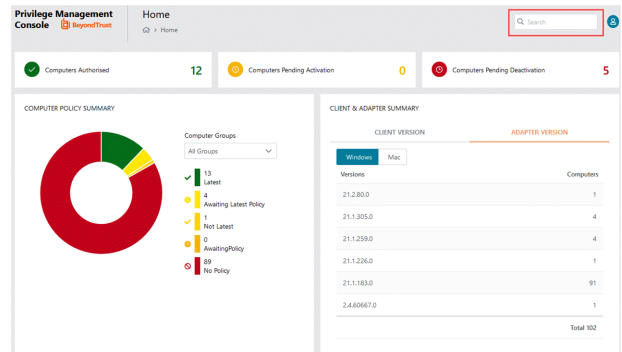 Privilege Management
Console BeyondTrust
Home
Home
Search
Computers Authorised 12
Computers Pending Activation 0
Computers Pending Deactivation 5
COMPUTER POLICY SUMMARY
Computer Groups
All Groups
13
Latest
4
Awaiting Latest Policy
1
Not Latest
0
AwaitingPolicy
89
No Policy
CLIENT & ADAPTER SUMMARY
CLIENT VERSION ADAPTER VERSION
Windows Mac
Versions Computers
21.2.80.0 1
21.1.305.0 4
21.1.259.0 4
21.1.226.0 1
21.1.183.0 91
2.4.60667.0 1
Total 102